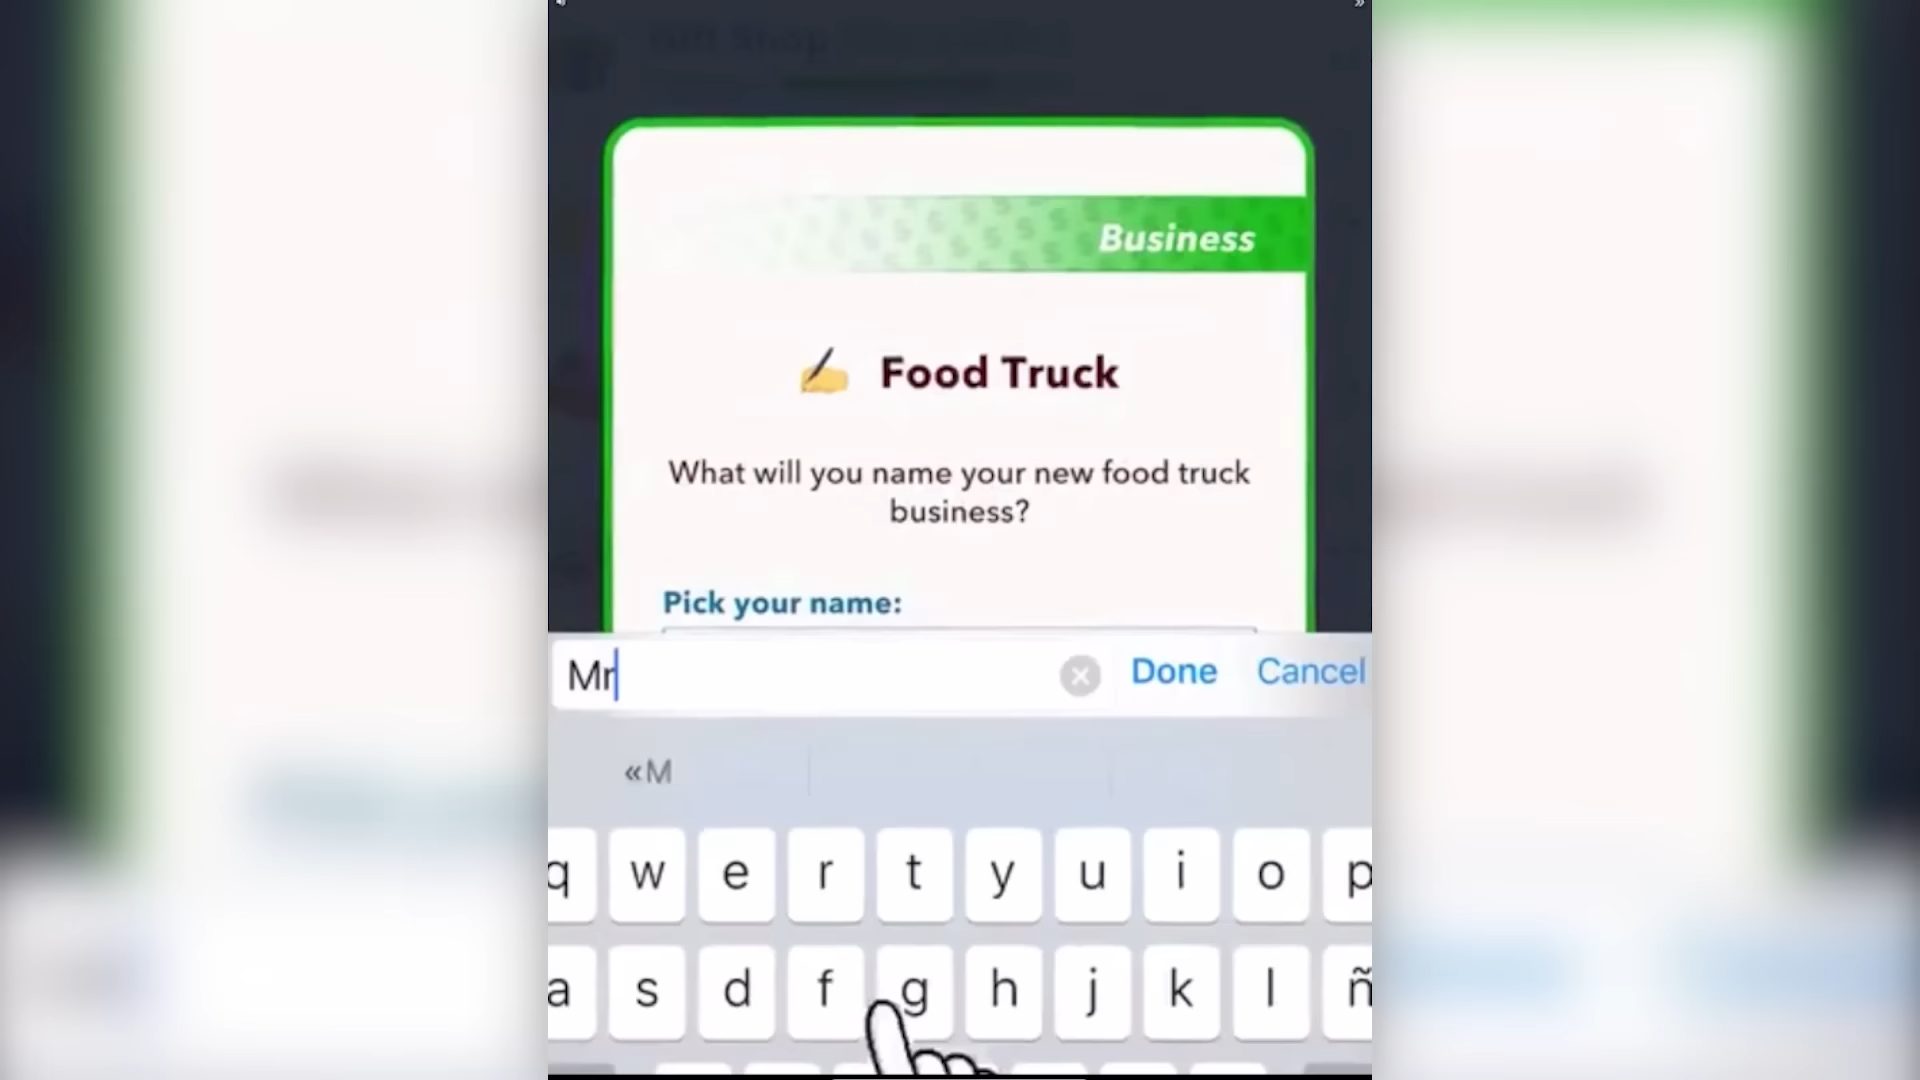 Business
Food Truck
What will you name your new food truck
business?
Pick your name:
Mr
Done
Cancel
«M
q w e r t y u i o p
a s d f g h j k l ñ